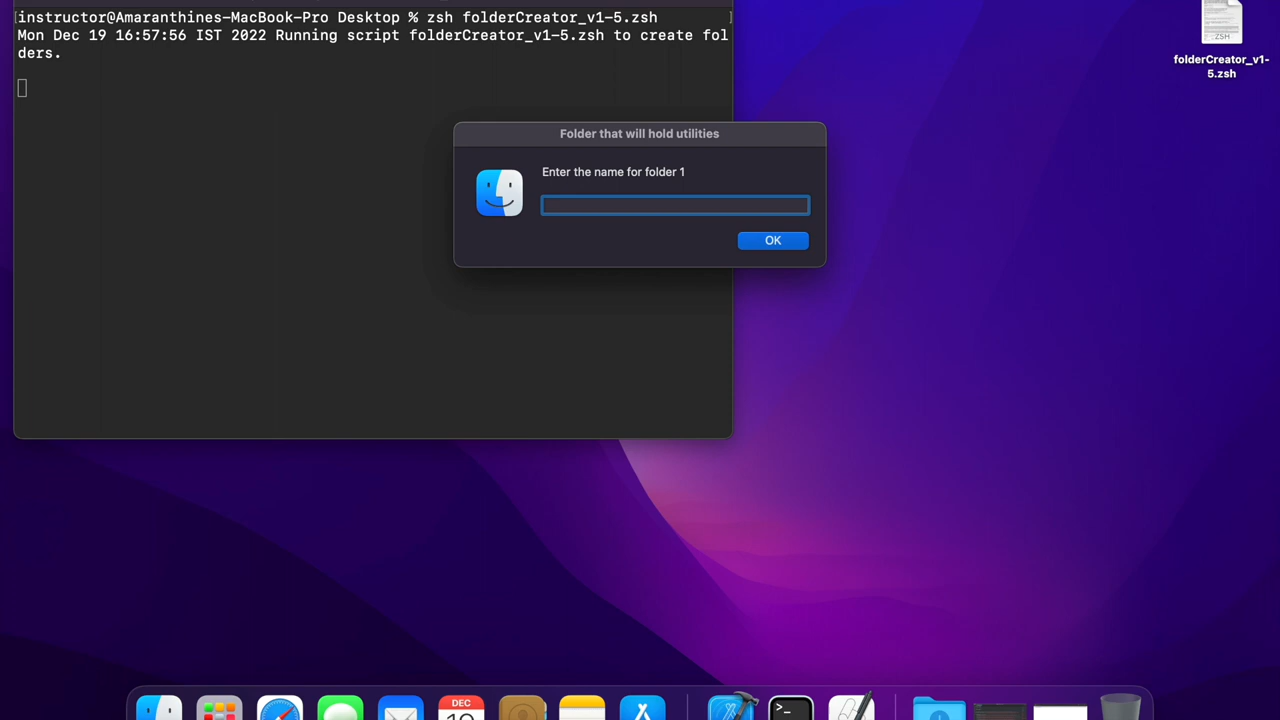 [instructor@Amaranthines-MacBook-Pro Desktop % zsh folderCreator_v1-5.zsh ]
Mon Dec 19 16:57:56 IST 2022 Running script folderCreator_v1-5.zsh to create fol
ders.
.ZSH
folderCreator_v1-
5.zsh
Folder that will hold utilities
Enter the name for folder 1
OK
DEC
>_